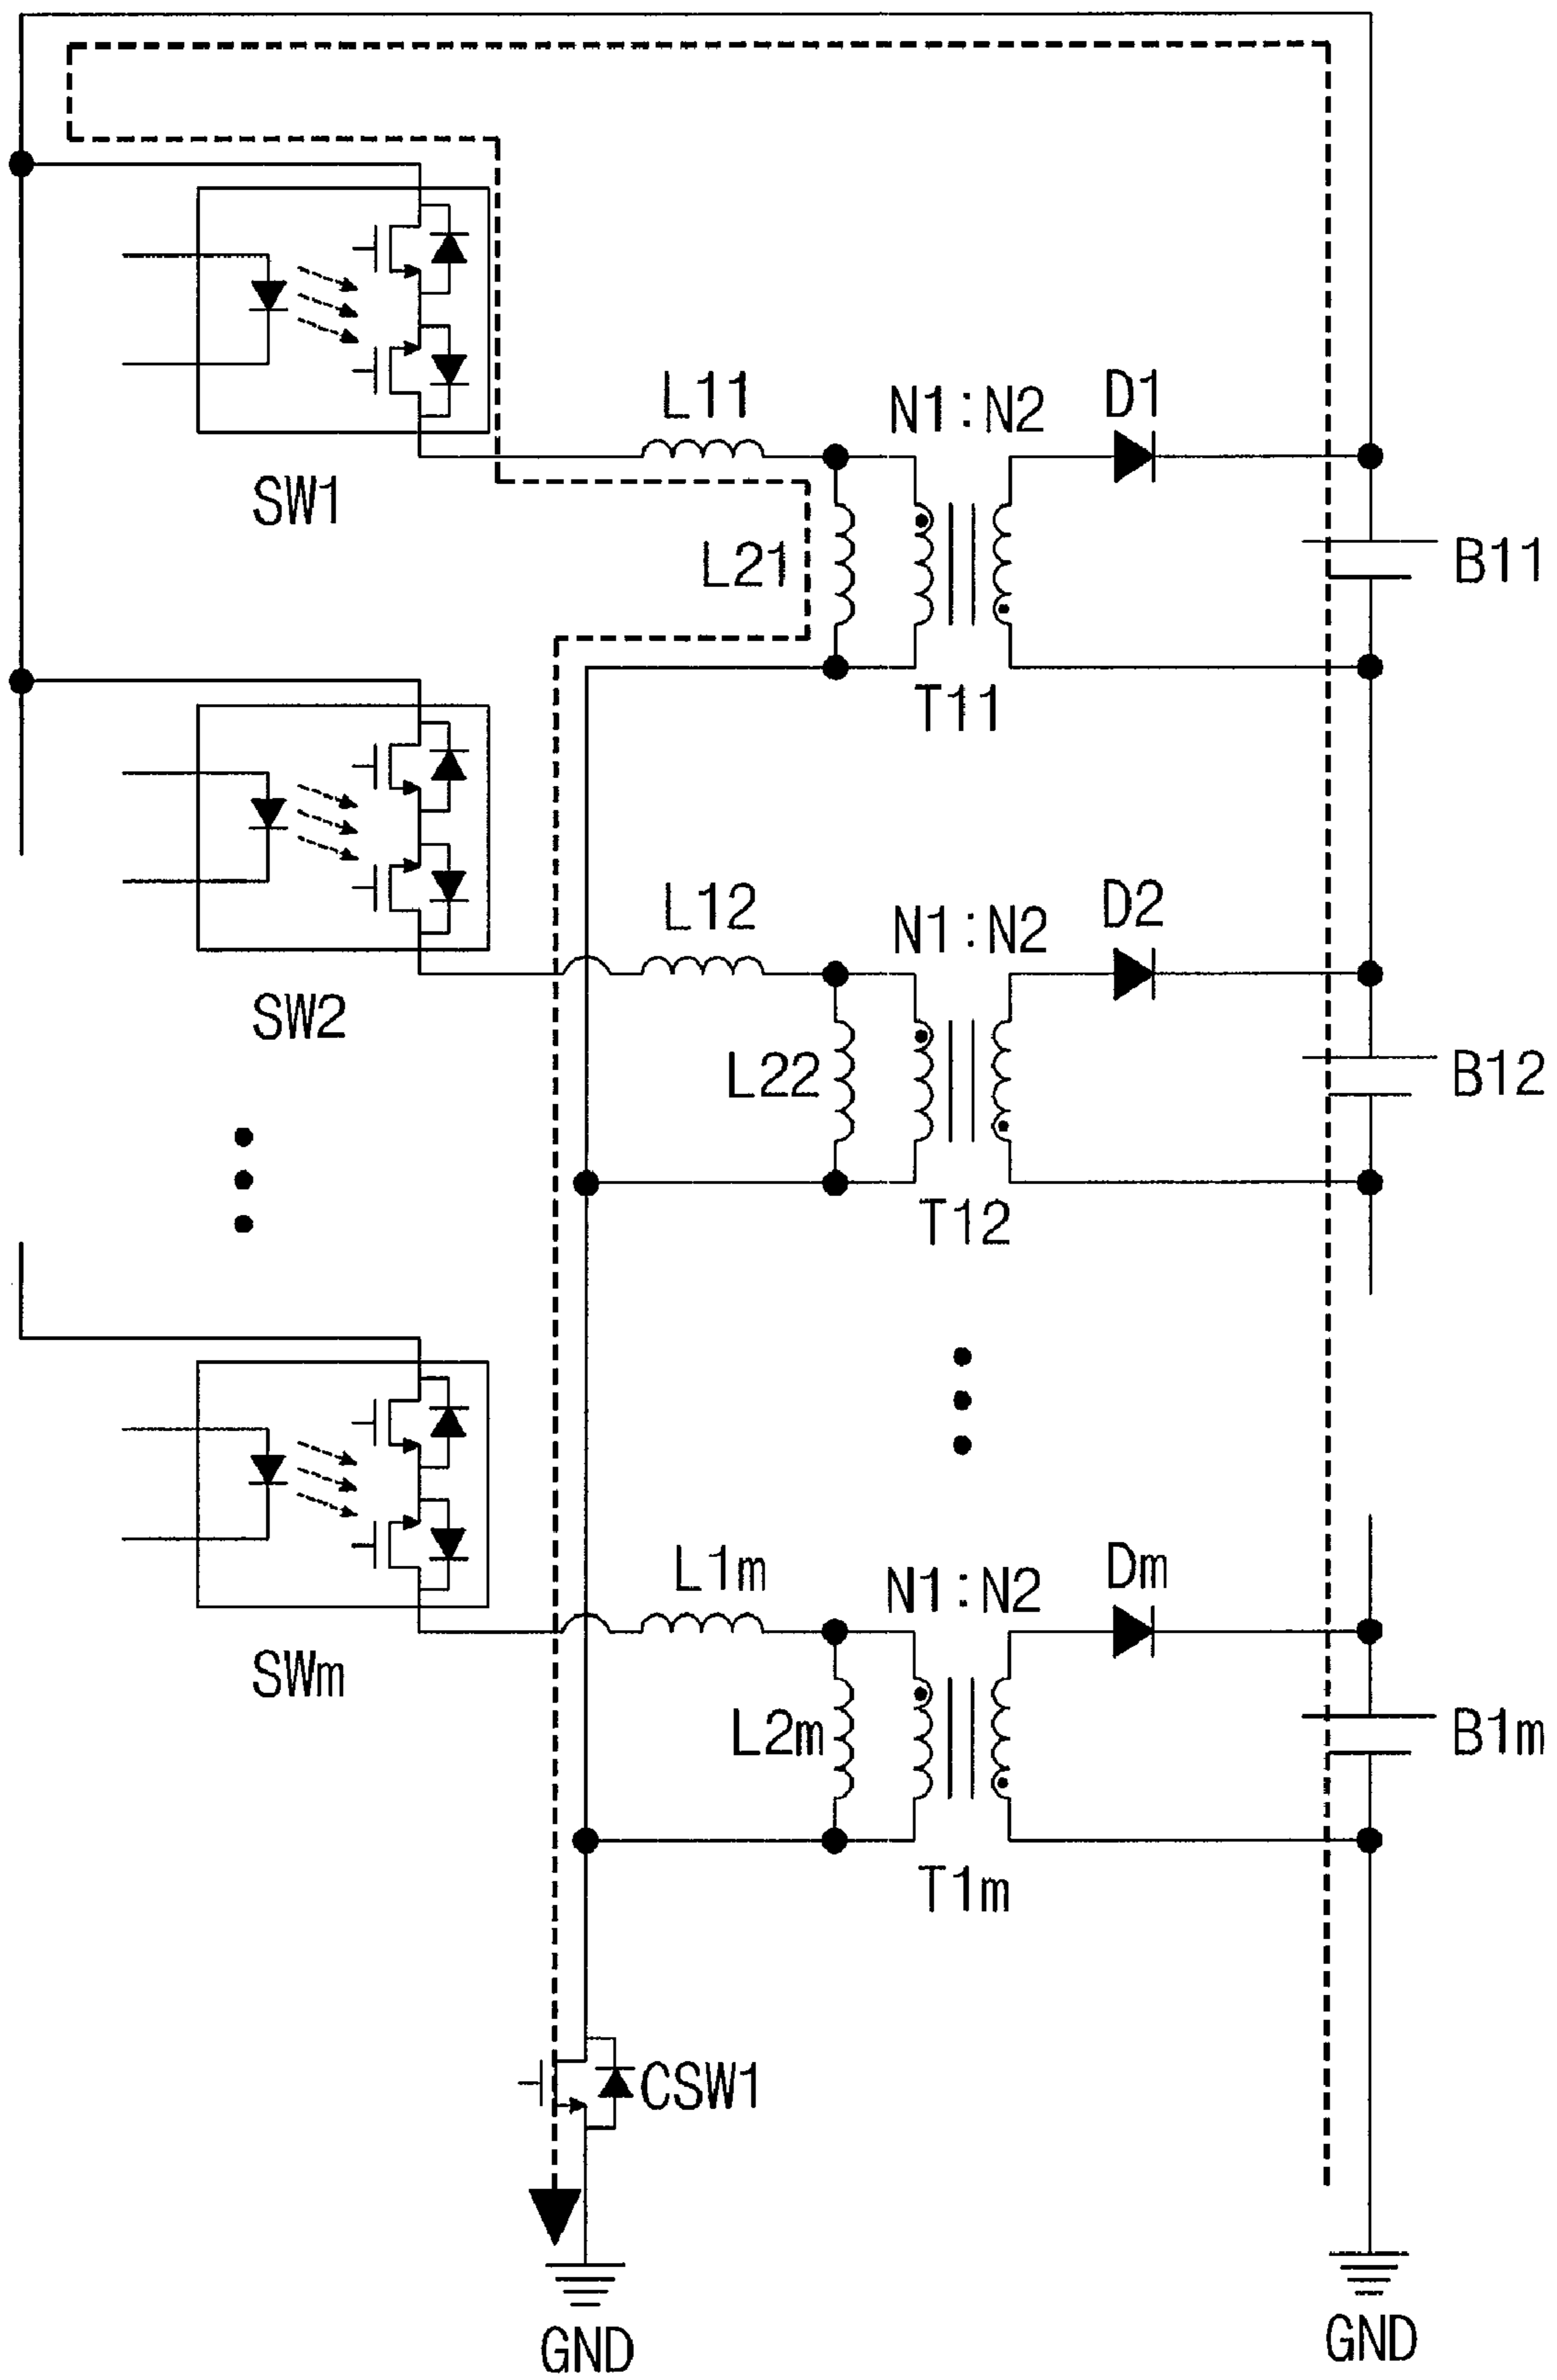 L11
N1:N2
D1
SW1
L21
B11
T11
L12
N1:N2
D2
SW2
L22
B12
T12
L1m
N1:N2
Dm
SWm
L2m
B1m
T1m
CSW1
GND
GND